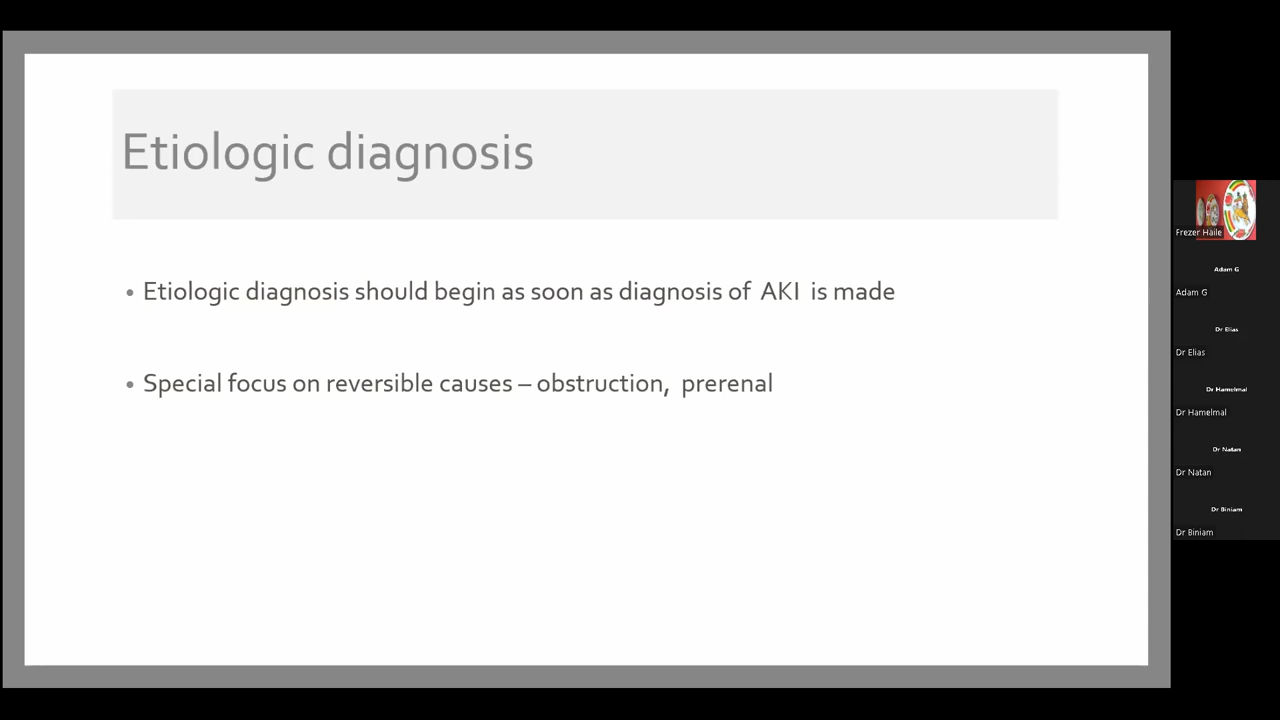 Etiologic diagnosis
• Etiologic diagnosis should begin as soon as diagnosis of AKI is made
• Special focus on reversible causes – obstruction, prerenal
Frezer Haile
Adam G
Adam G
Dr Elias
Dr Elias
Dr Hamelmal
Dr Hamelmal
Dr Natan
Dr Natan
Dr Biniam
Dr Biniam